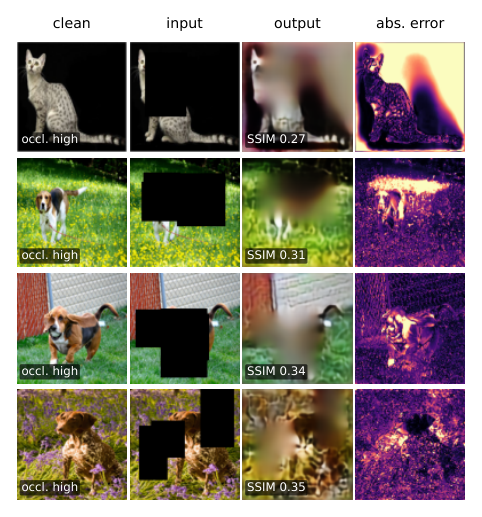 clean input output abs. error
occl. high SSIM 0.27
occl. high SSIM 0.31
occl. high SSIM 0.34
occl. high SSIM 0.35